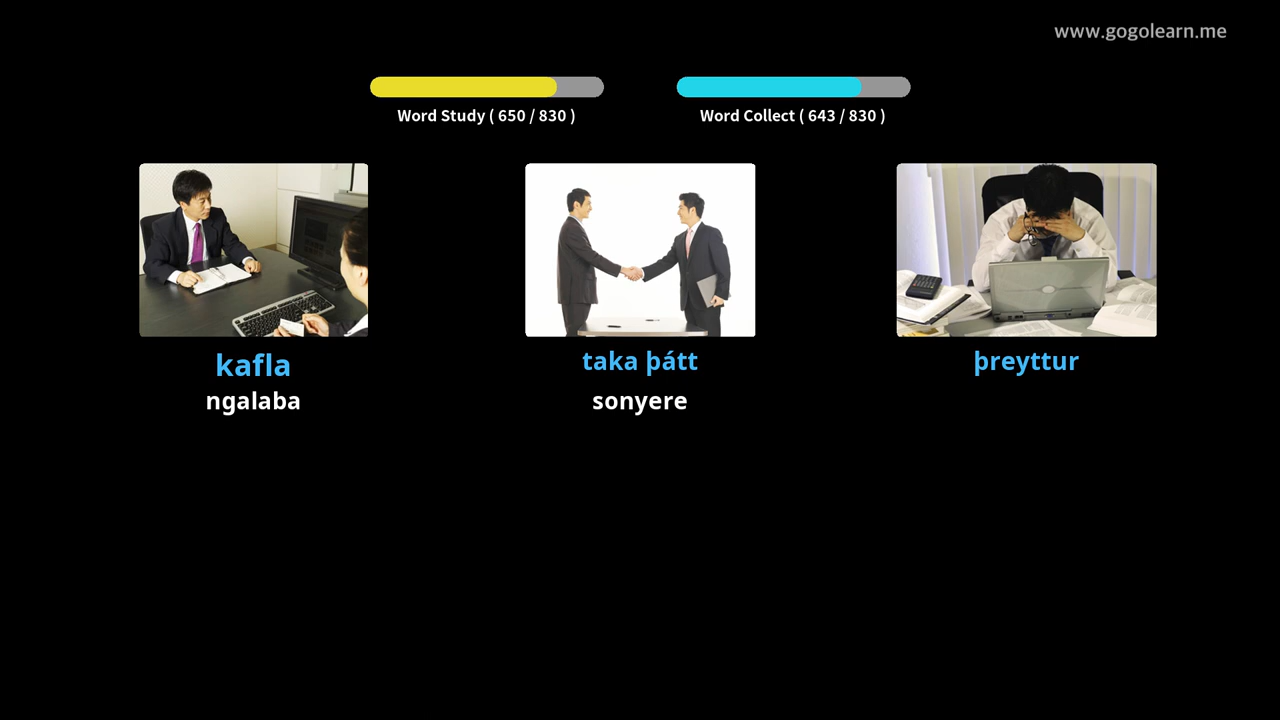 www.gogolearn.me
Word Study ( 650 / 830 )
Word Collect ( 643 / 830 )
kafla
ngalaba
taka þátt
sonyere
þreyttur